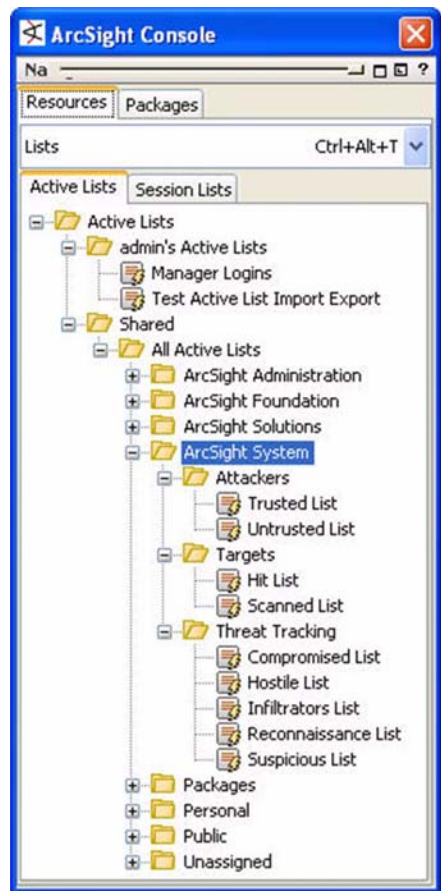 ArcSight Console
Na
?
Resources Packages
Lists Ctrl+Alt+T
Active Lists Session Lists
Active Lists
admin's Active Lists
Manager Logins
Test Active List Import Export
Shared
All Active Lists
ArcSight Administration
ArcSight Foundation
ArcSight Solutions
ArcSight System
Attackers
Trusted List
Untrusted List
Targets
Hit List
Scanned List
Threat Tracking
Compromised List
Hostile List
Infiltrators List
Reconnaissance List
Suspicious List
Packages
Personal
Public
Unassigned